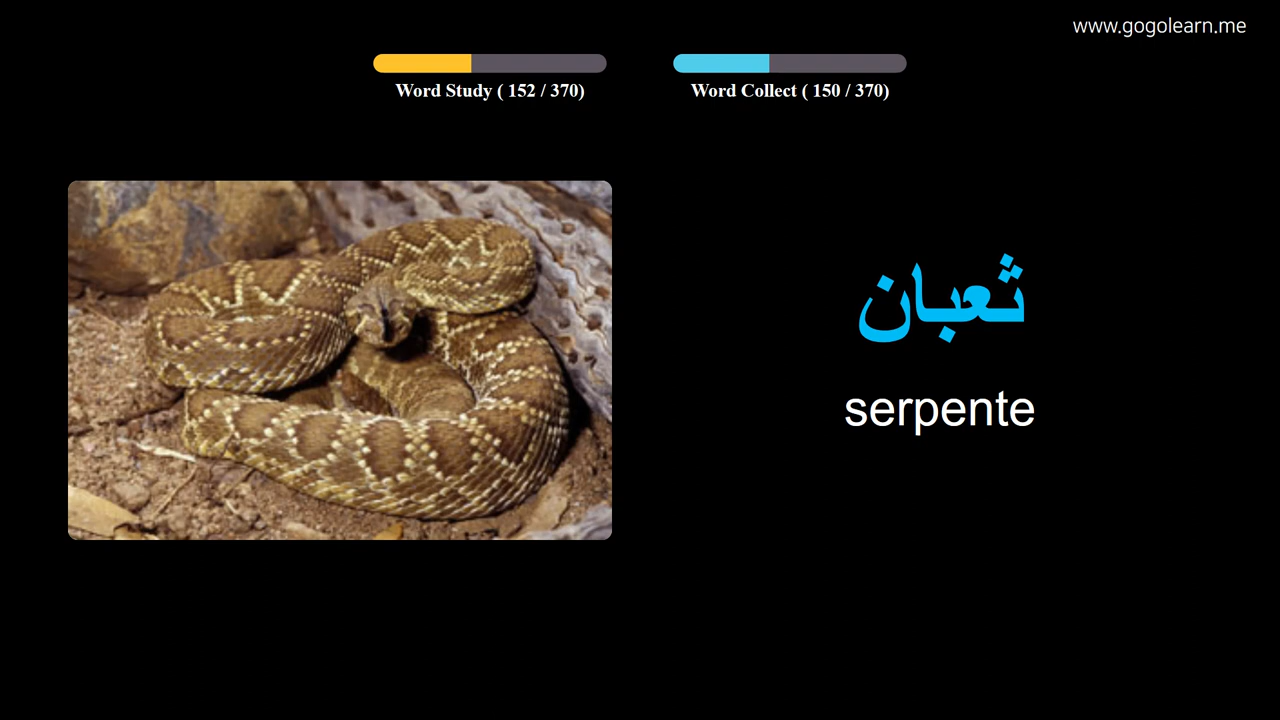 www.gogolearn.me
Word Study ( 152 / 370)
Word Collect ( 150 / 370)
ثعبان
serpente